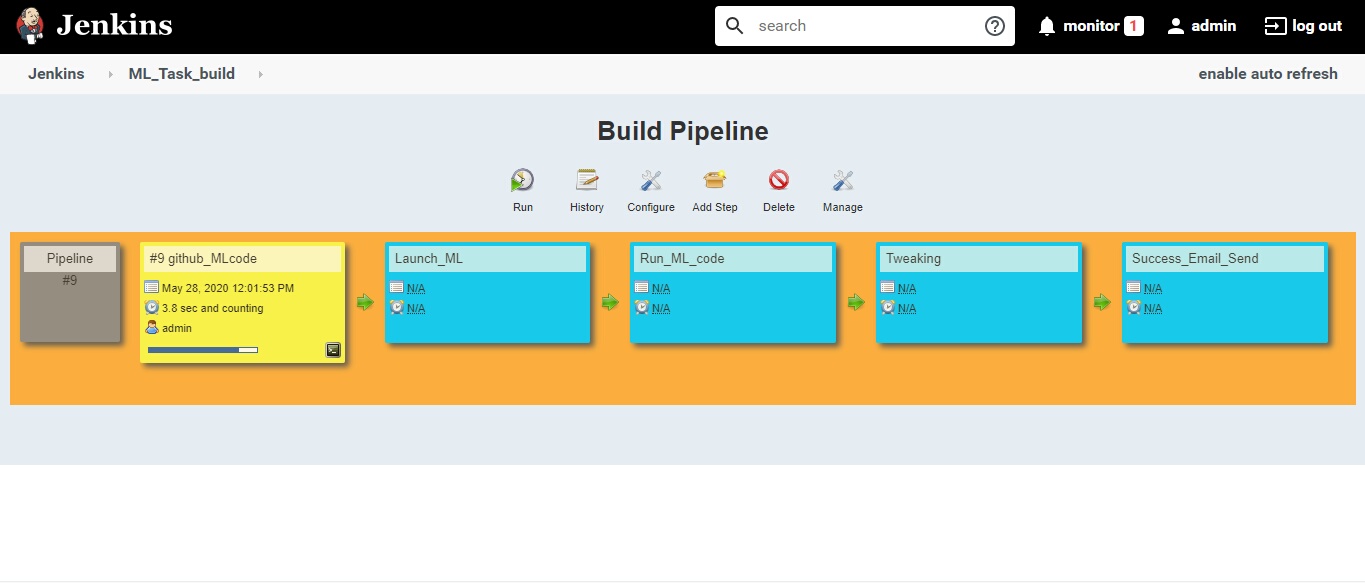 Jenkins
search
monitor 1
admin
log out
Jenkins
ML_Task_build
enable auto refresh
Build Pipeline
Run
History
Configure
Add Step
Delete
Manage
Pipeline
#9
#9 github_MLcode
May 28, 2020 12:01:53 PM
3.8 sec and counting
admin
Launch_ML
N/A
N/A
Run_ML_code
N/A
N/A
Tweaking
N/A
N/A
Success_Email_Send
N/A
N/A